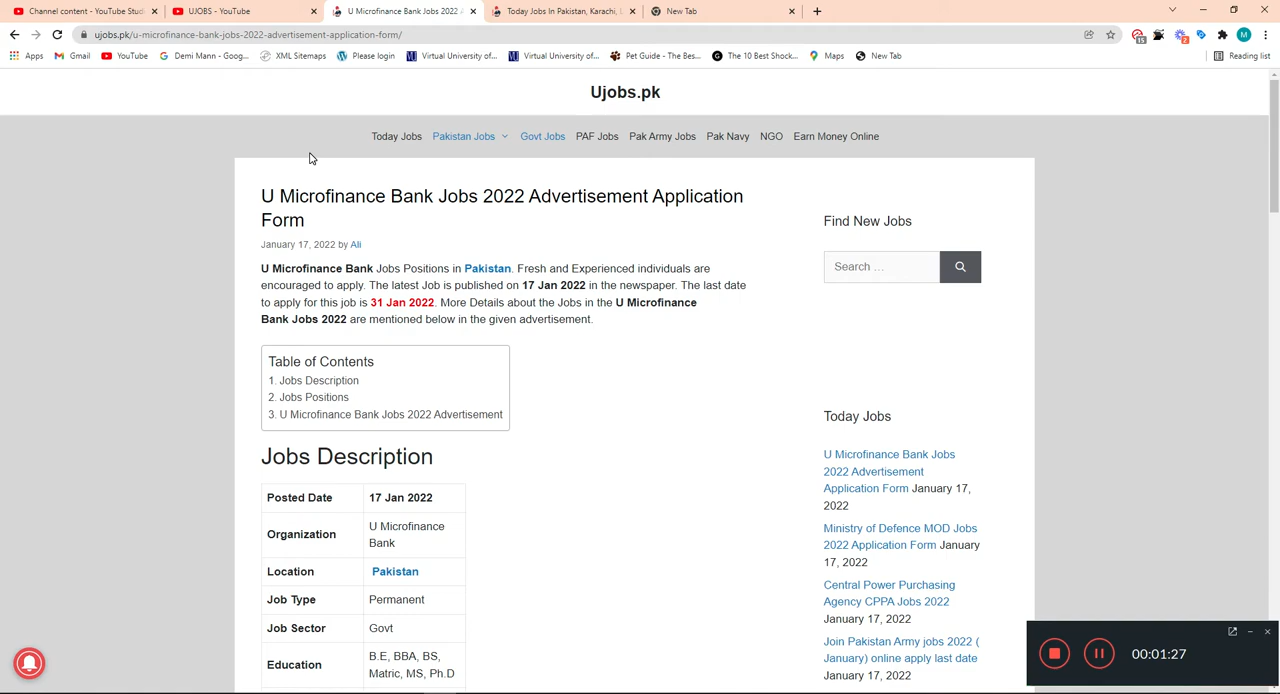 Channel content - YouTube Stud
UJOBS - YouTube
U Microfinance Bank Jobs 2022 A
Today Jobs In Pakistan, Karachi, L
New Tab
ujobs.pk/u-microfinance-bank-jobs-2022-advertisement-application-form/
15
2
M
Apps
Gmail
YouTube
Demi Mann - Goog...
XML Sitemaps
Please login
Virtual University of...
Virtual University of...
Pet Guide - The Bes...
The 10 Best Shock...
Maps
New Tab
Reading list
Ujobs.pk
Today Jobs Pakistan Jobs Govt Jobs PAF Jobs Pak Army Jobs Pak Navy NGO Earn Money Online
U Microfinance Bank Jobs 2022 Advertisement Application
Form
January 17, 2022 by Ali
U Microfinance Bank Jobs Positions in Pakistan. Fresh and Experienced individuals are
encouraged to apply. The latest Job is published on 17 Jan 2022 in the newspaper. The last date
to apply for this job is 31 Jan 2022. More Details about the Jobs in the U Microfinance
Bank Jobs 2022 are mentioned below in the given advertisement.
Table of Contents
1. Jobs Description
2. Jobs Positions
3. U Microfinance Bank Jobs 2022 Advertisement
Jobs Description
Posted Date 17 Jan 2022
Organization U Microfinance
Bank
Location Pakistan
Job Type Permanent
Job Sector Govt
Education B.E, BBA, BS,
Matric, MS, Ph.D
Find New Jobs
Search …
Today Jobs
U Microfinance Bank Jobs
2022 Advertisement
Application Form January 17,
2022
Ministry of Defence MOD Jobs
2022 Application Form January
17, 2022
Central Power Purchasing
Agency CPPA Jobs 2022
January 17, 2022
Join Pakistan Army jobs 2022 (
January) online apply last date
January 17, 2022
00:01:27